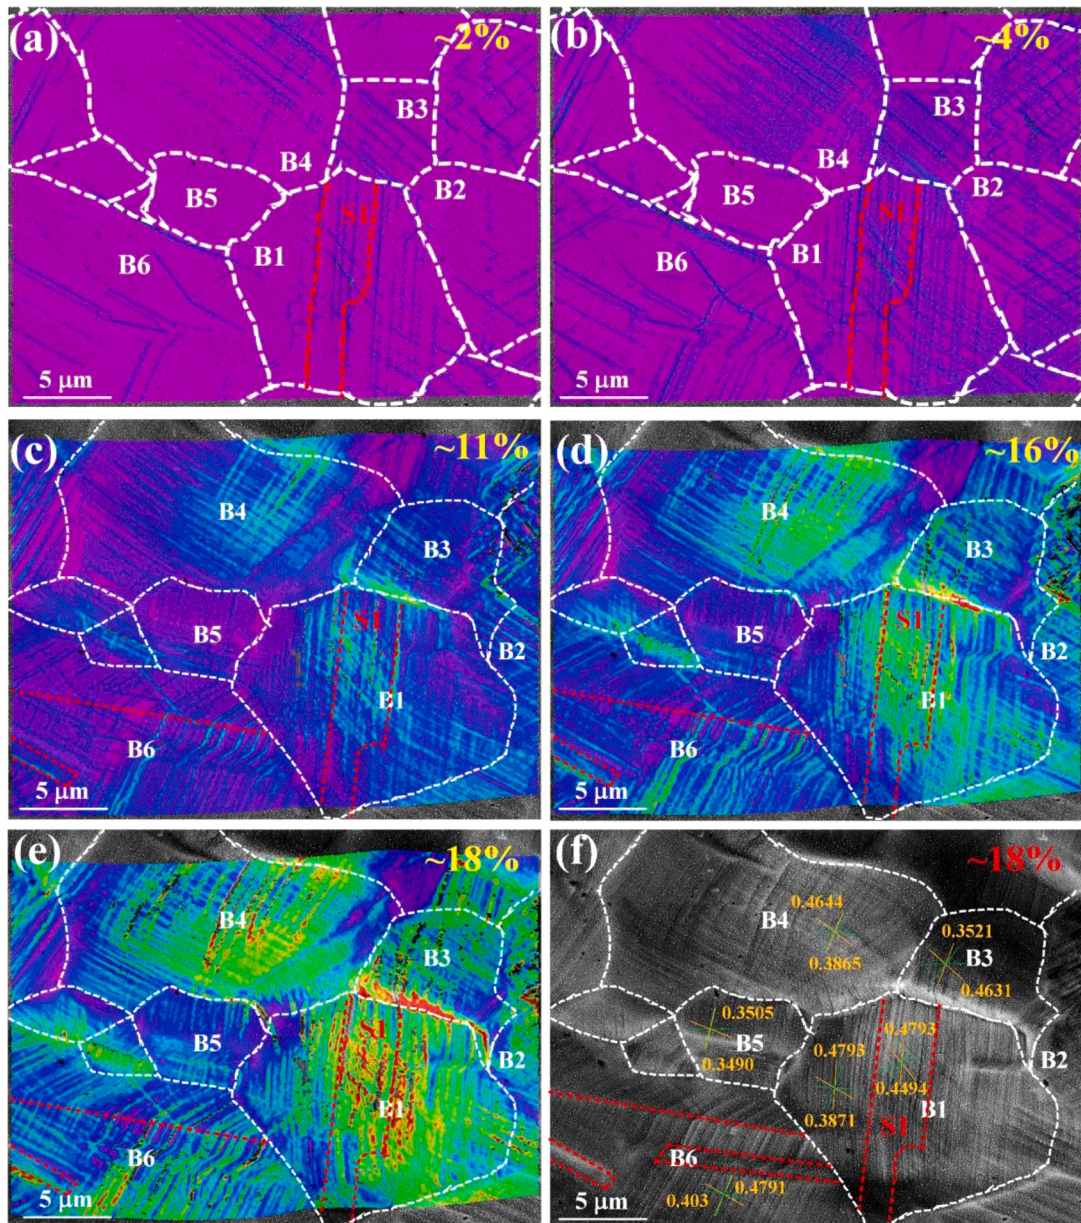 (a)
~2%
B3
B4
B2
B5
S1
B1
B6
5 μm
(b)
~4%
B3
B4
B2
B5
S1
B1
B6
5 μm
(c)
~11%
B4
B3
S1
B5
B2
B1
B6
5 μm
(d)
~16%
B4
B3
S1
B5
B2
B1
B6
5 μm
(e)
~18%
B4
B3
S1
B5
B2
B1
B6
5 μm
(f)
~18%
0.4644
B4
0.3521
B3
0.3865
0.4631
0.3505
B5
0.4793
0.4793
B2
0.3490
0.4494
0.3871
B1
S1
B6
0.4791
0.403
5 μm